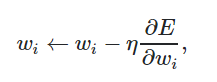 w_i ← w_i − η ∂E/∂w_i,